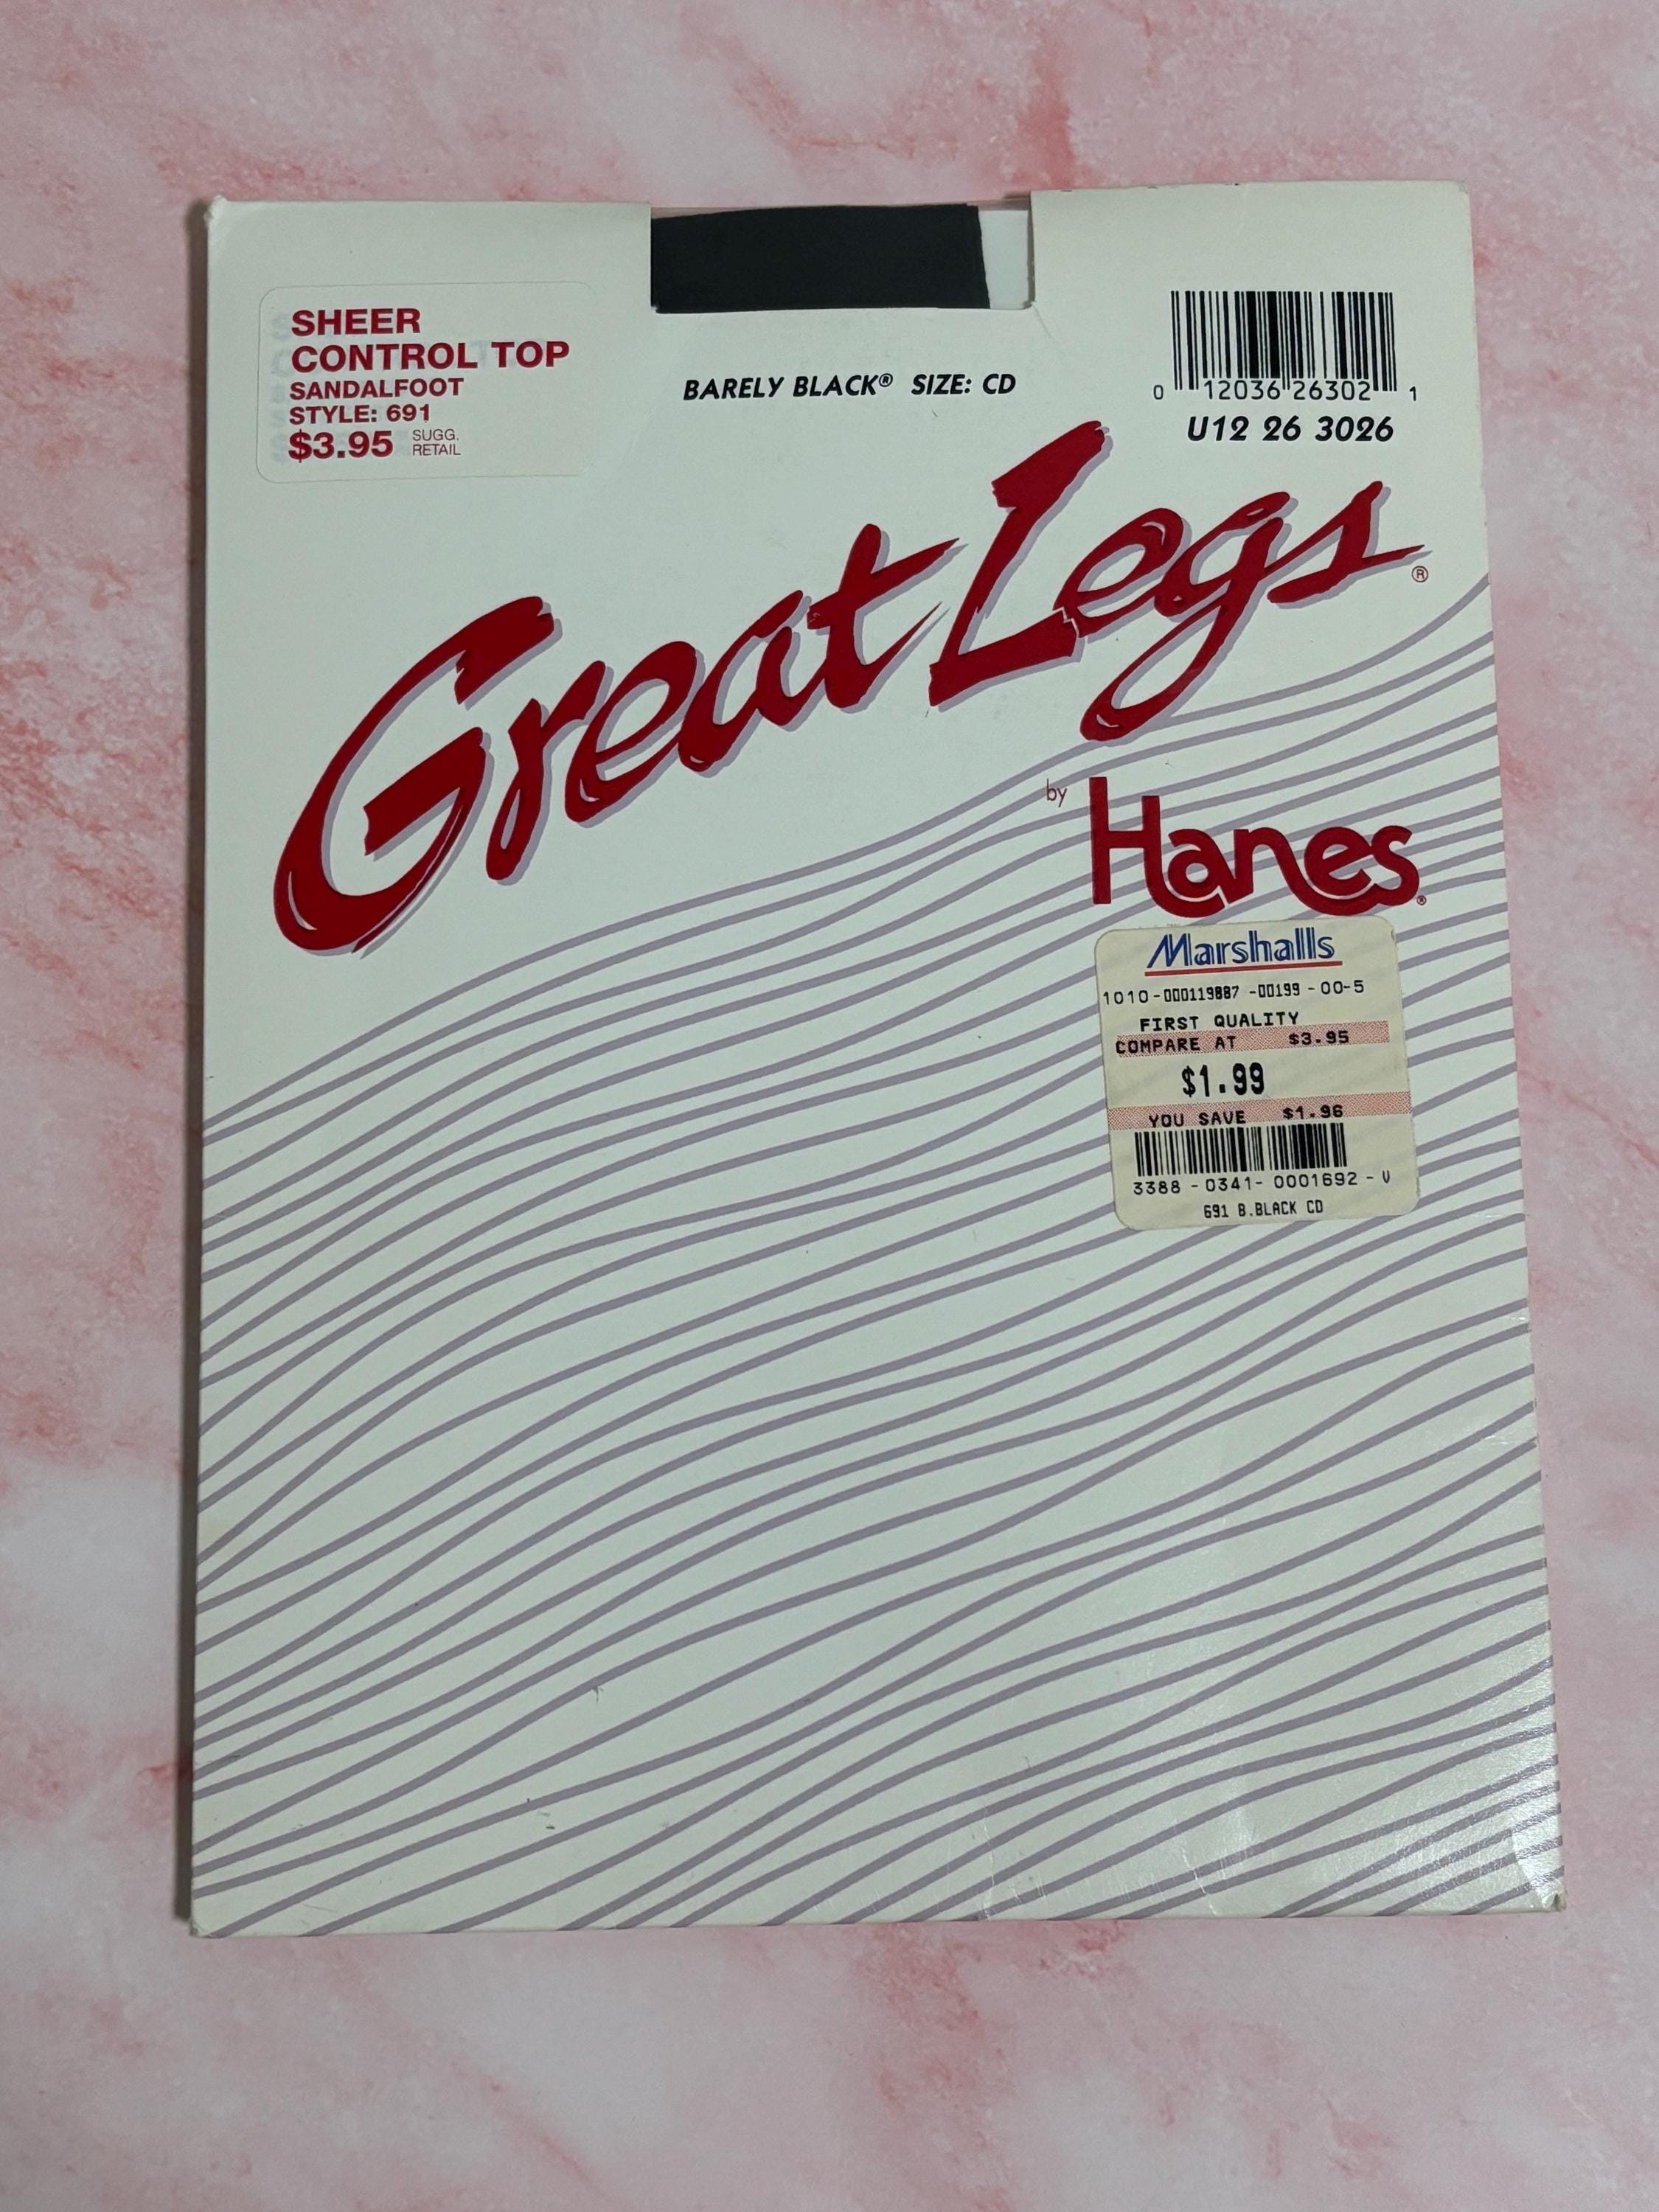 SHEER
CONTROL TOP
SANDALFOOT
STYLE: 691
$3.95 SUGG. RETAIL
BARELY BLACK® SIZE: CD
0 12036 26302 1
U12 26 3026
Great Legs®
by Hanes®
Marshalls
1010-000119887-00199-00-5
FIRST QUALITY
COMPARE AT $3.95
$1.99
YOU SAVE $1.96
3388-0341-0001692-V
691 B.BLACK CD